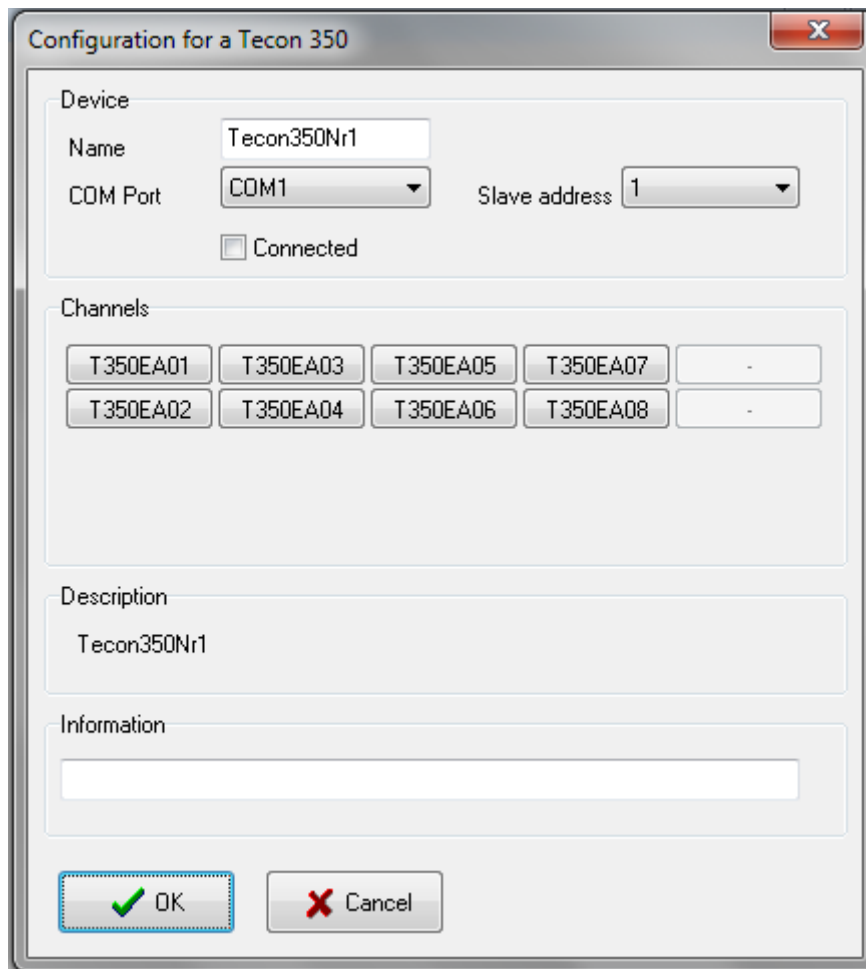 Configuration for a Tecon 350
Device
Name Tecon350Nr1
COM Port COM1 Slave address 1
Connected
Channels
T350EA01 T350EA03 T350EA05 T350EA07 -
T350EA02 T350EA04 T350EA06 T350EA08 -
Description
Tecon350Nr1
Information
OK Cancel